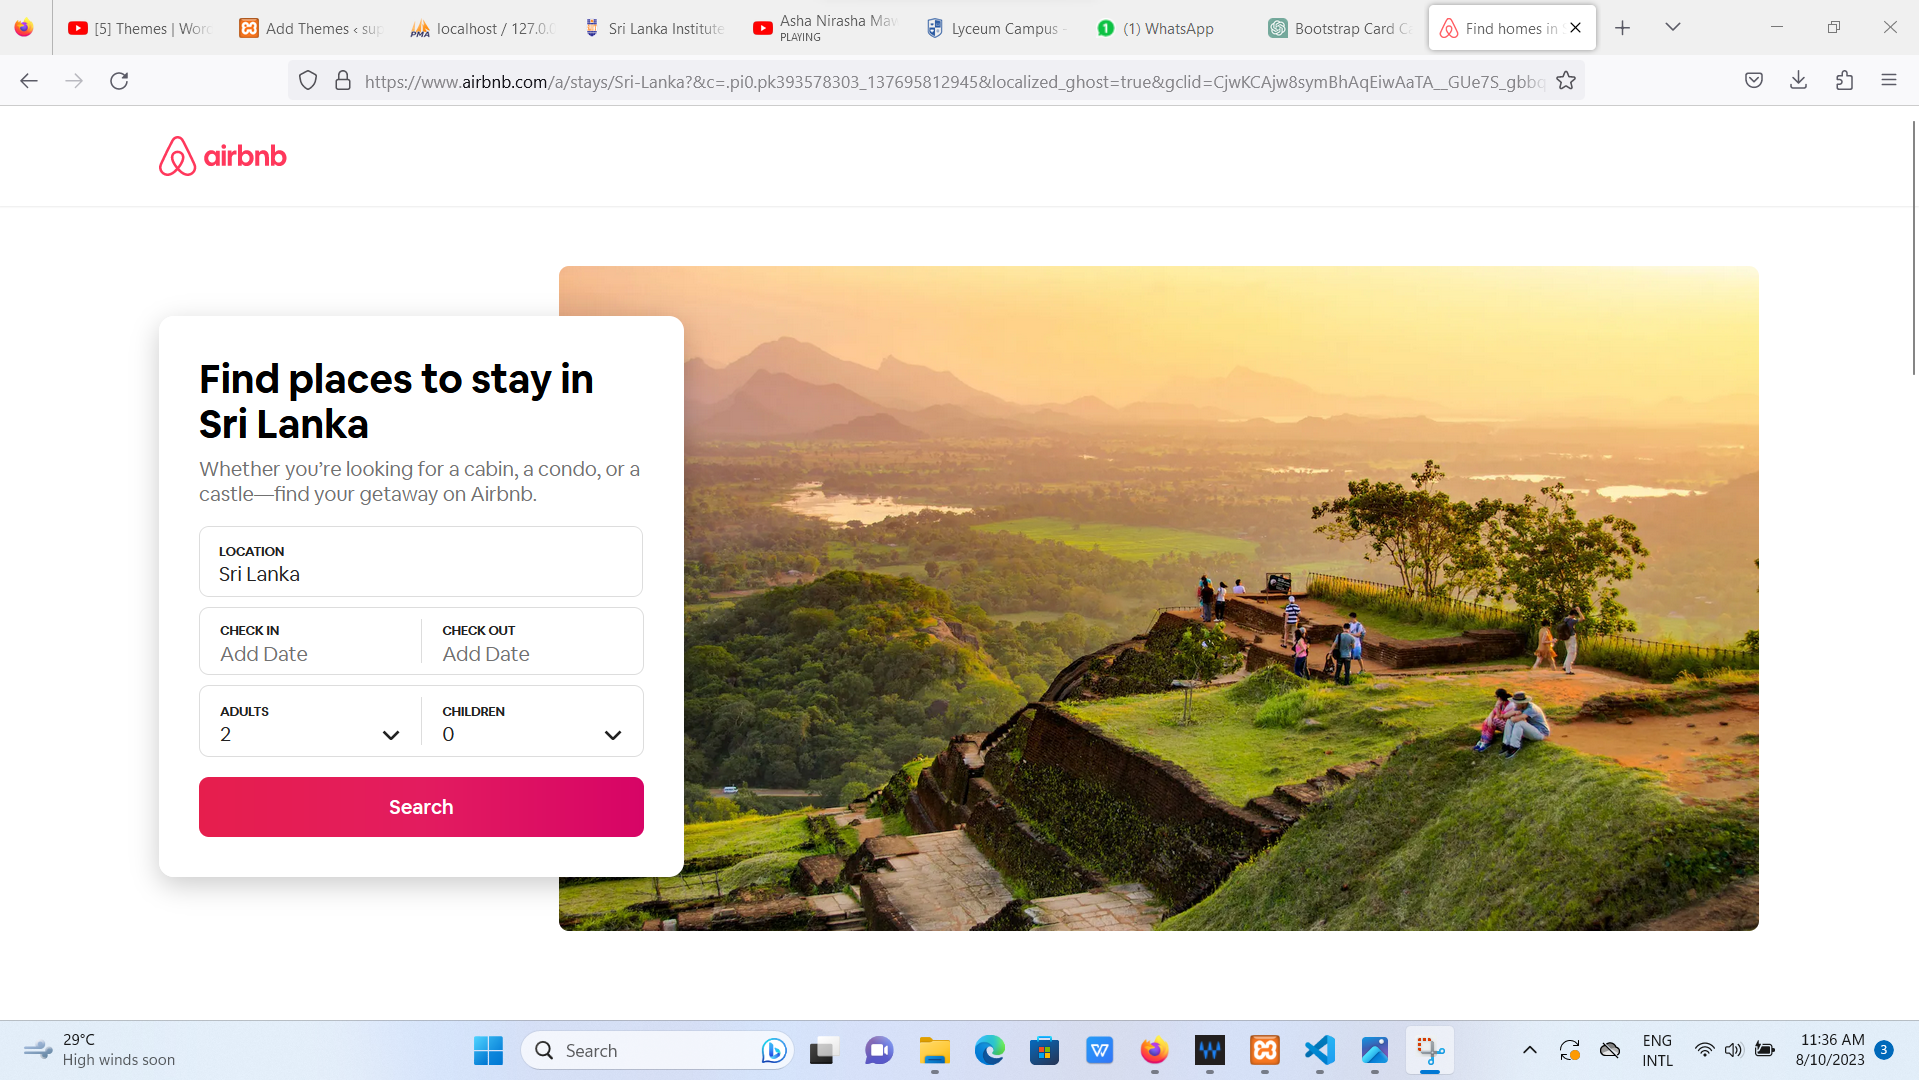 [5] Themes | Word
Add Themes ‹ sup
localhost / 127.0.0
Sri Lanka Institute
Asha Nirasha Maw
PLAYING
Lyceum Campus -
(1) WhatsApp
Bootstrap Card Ca
Find homes in S
https://www.airbnb.com/a/stays/Sri-Lanka?&c=.pi0.pk393578303_137695812945&localized_ghost=true&gclid=CjwKCAjw8symBhAqEiwAaTA__GUe7S_gbbq
airbnb
Find places to stay in
Sri Lanka
Whether you’re looking for a cabin, a condo, or a
castle—find your getaway on Airbnb.
LOCATION
Sri Lanka
CHECK IN
CHECK OUT
Add Date
Add Date
ADULTS
CHILDREN
2
0
Search
29°C
High winds soon
Search
ENG
INTL
11:36 AM
8/10/2023
3